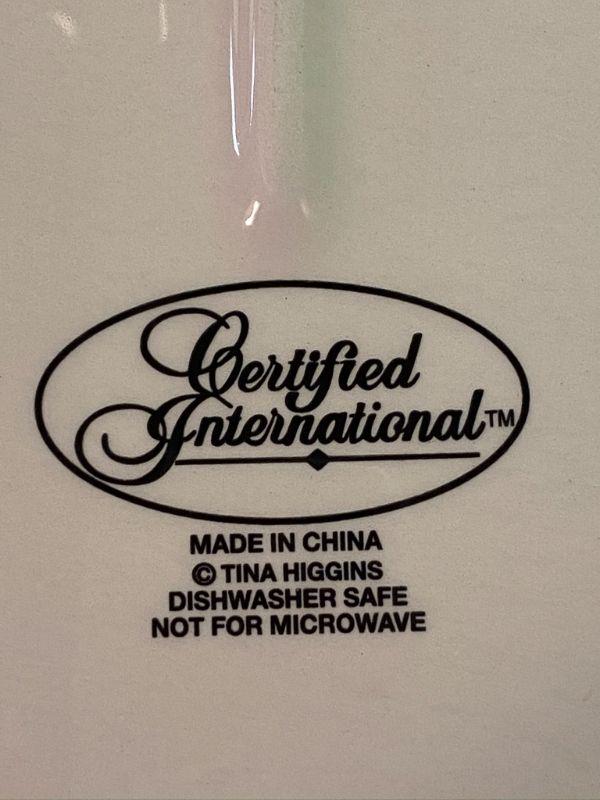 Certified
International™
MADE IN CHINA
© TINA HIGGINS
DISHWASHER SAFE
NOT FOR MICROWAVE